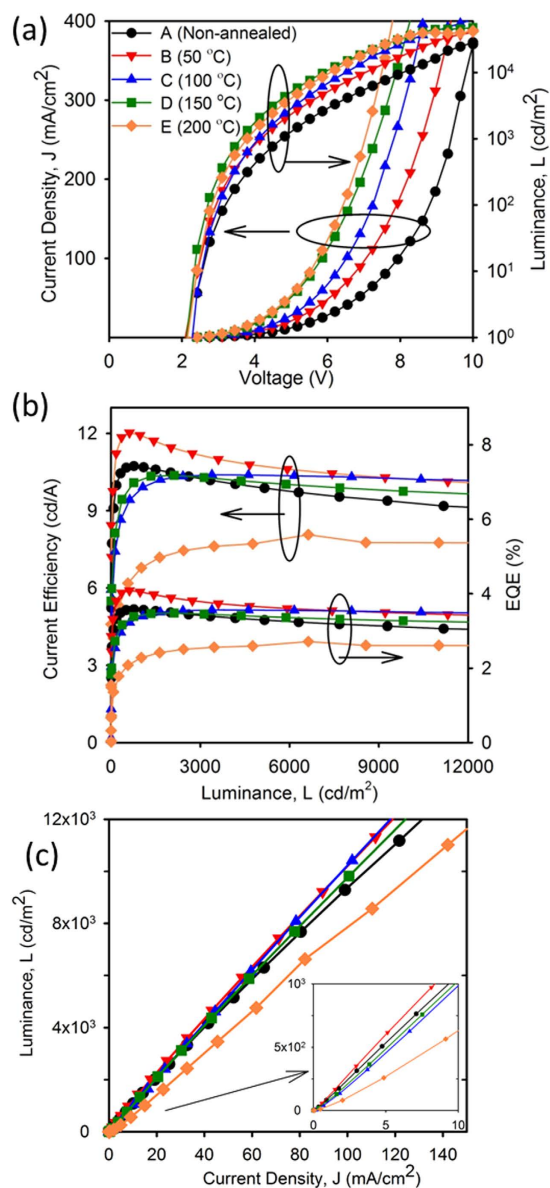 (a)
400
300
200
100
Current Density, J (mA/cm²)
A (Non-annealed)
B (50 °C)
C (100 °C)
D (150 °C)
E (200 °C)
10⁴
10³
10²
10¹
10⁰
Luminance, L (cd/m²)
0 2 4 6 8 10
Voltage (V)
(b)
12
9
6
3
0
Current Efficiency (cd/A)
8
6
4
2
0
EQE (%)
0 3000 6000 9000 12000
Luminance, L (cd/m²)
(c)
12x10³
8x10³
4x10³
0
Luminance, L (cd/m²)
10³
5x10²
0
0 5 10
0 20 40 60 80 100 120 140
Current Density, J (mA/cm²)